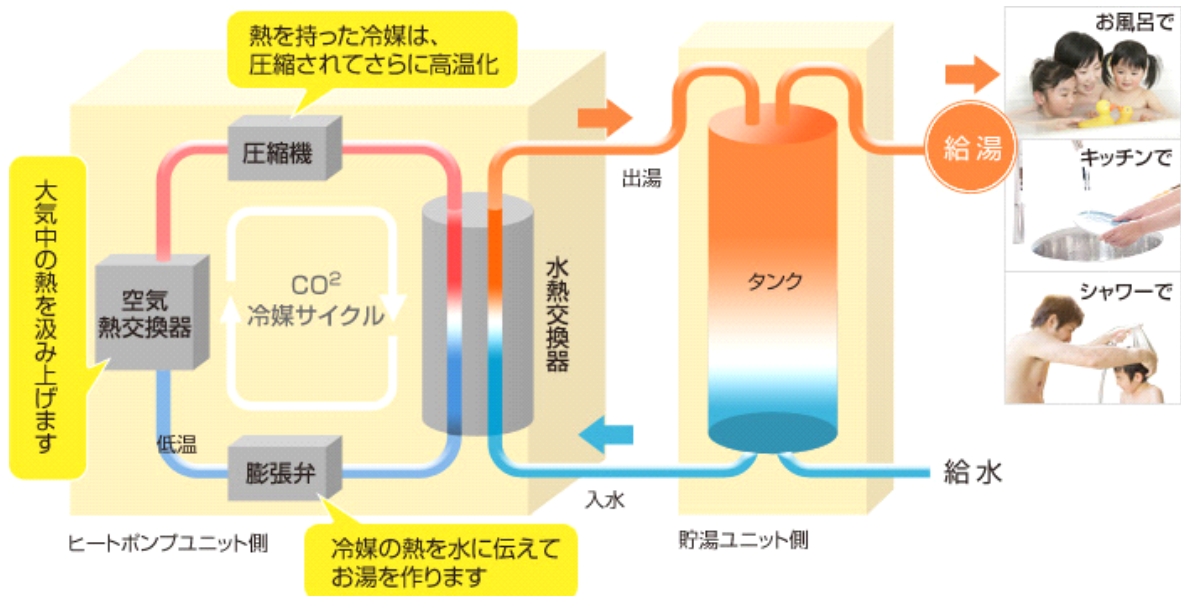 熱を持った冷媒は、
圧縮されてさらに高温化
大気中の熱を汲み上げます
圧縮機
空気
熱交換器
CO²
冷媒サイクル
水熱交換器
低温
膨張弁
冷媒の熱を水に伝えて
お湯を作ります
ヒートポンプユニット側
出湯
入水
タンク
貯湯ユニット側
給湯
給水
お風呂で
キッチンで
シャワーで